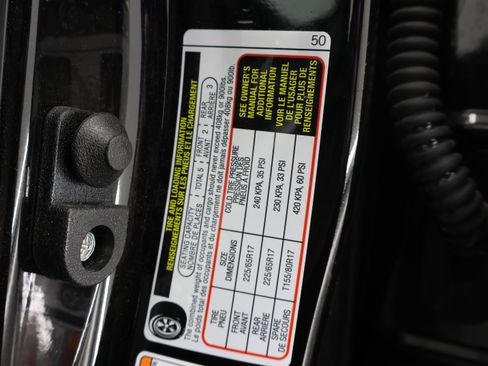 50
TIRE AND LOADING INFORMATION
RENSEIGNEMENTS SUR LES PNEUS ET LE CHARGEMENT
SEATING CAPACITY
NOMBRE DE PLACES
TOTAL 5
FRONT 2
AVANT
REAR 3
ARRIÈRE
The combined weight of occupants and cargo should never exceed 408kg or 900lbs.
Le poids total des occupants et du chargement ne doit jamais dépasser 408kg ou 900lb.
TIRE
PNEU
SIZE
DIMENSIONS
COLD TIRE PRESSURE
PRESSION DES
PNEUS À FROID
SEE OWNER'S
MANUAL FOR
ADDITIONAL
INFORMATION
VOIR LE MANUEL
DE L'USAGER
POUR PLUS DE
RENSEIGNEMENTS
FRONT
AVANT
225/65R17
240 KPA, 35 PSI
REAR
ARRIÈRE
225/65R17
230 KPA, 33 PSI
SPARE
DE SECOURS
T155/80R17
420 KPA, 60 PSI